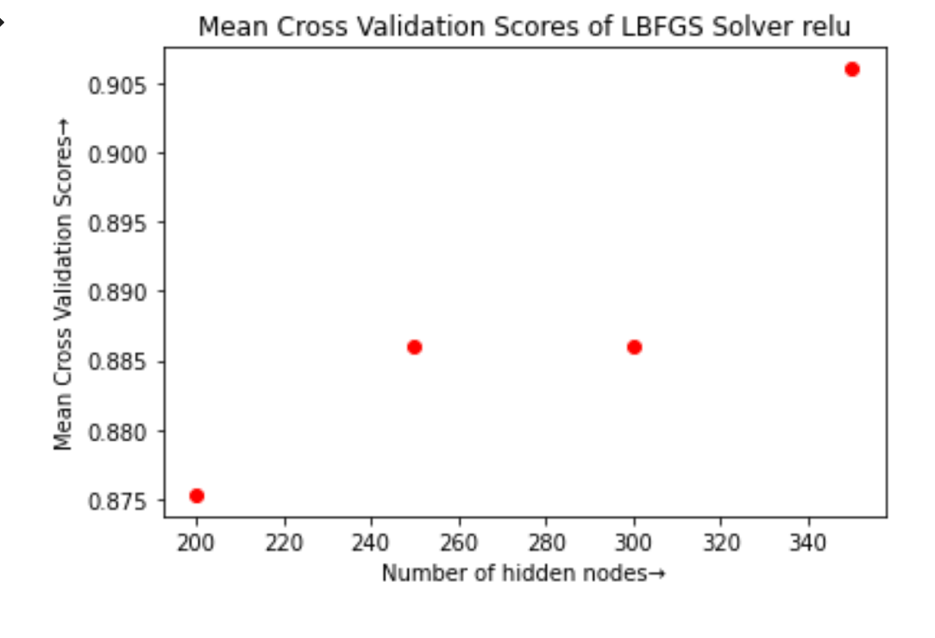 Mean Cross Validation Scores of LBFGS Solver relu
Mean Cross Validation Scores→
0.905
0.900
0.895
0.890
0.885
0.880
0.875
200 220 240 260 280 300 320 340
Number of hidden nodes→